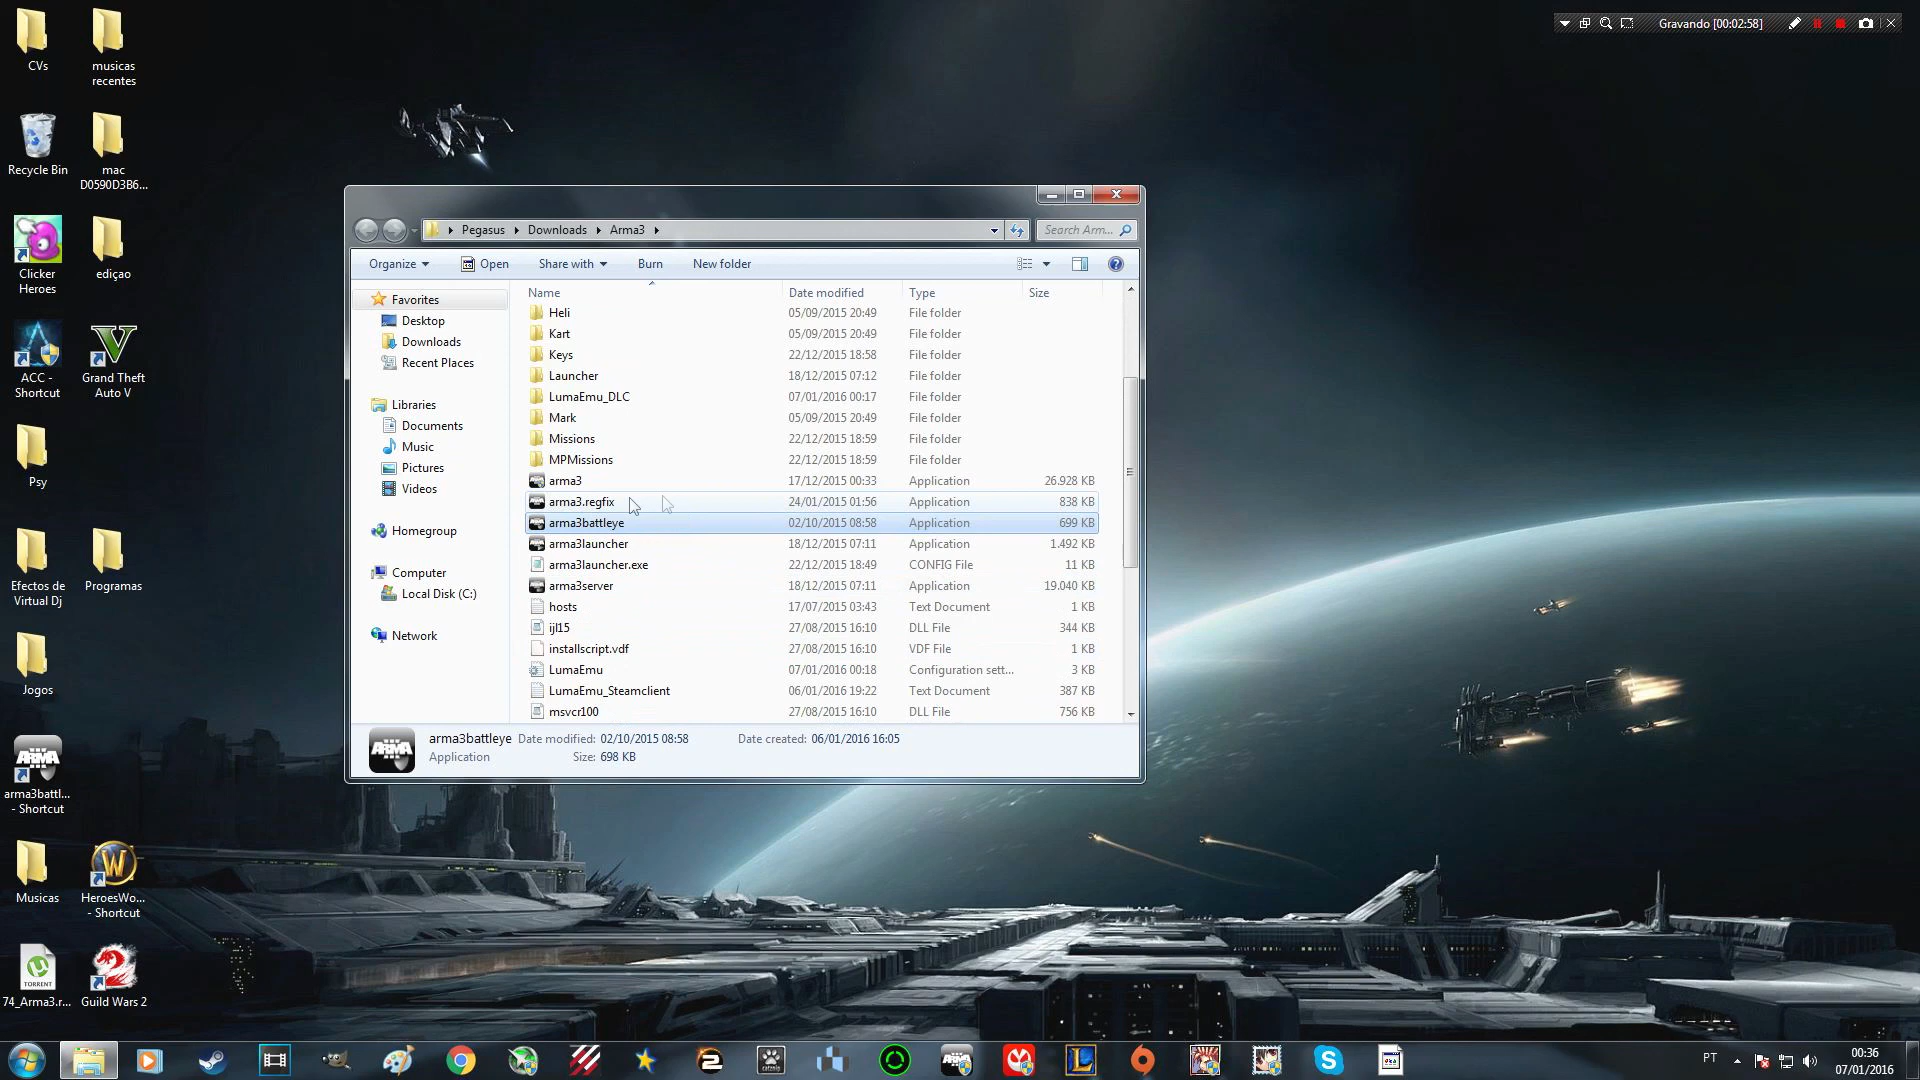 CVs
musicas
recentes
Recycle Bin
mac
D0590D3B6...
Clicker
Heroes
ediçao
ACC -
Shortcut
Grand Theft
Auto V
Psy
Efectos de
Virtual Dj
Programas
Jogos
ARMA
arma3battl...
- Shortcut
Musicas
HeroesWo...
- Shortcut
TORRENT
74_Arma3.r...
Guild Wars 2
Gravando [00:02:58]
Pegasus
Downloads
Arma3
Search Arm...
Organize
Open
Share with
Burn
New folder
Favorites
Desktop
Downloads
Recent Places
Libraries
Documents
Music
Pictures
Videos
Homegroup
Computer
Local Disk (C:)
Network
Name Date modified Type Size
Heli 05/09/2015 20:49 File folder
Kart 05/09/2015 20:49 File folder
Keys 22/12/2015 18:58 File folder
Launcher 18/12/2015 07:12 File folder
LumaEmu_DLC 07/01/2016 00:17 File folder
Mark 05/09/2015 20:49 File folder
Missions 22/12/2015 18:59 File folder
MPMissions 22/12/2015 18:59 File folder
arma3 17/12/2015 00:33 Application 26.928 KB
arma3.regfix 24/01/2015 01:56 Application 838 KB
arma3battleye 02/10/2015 08:58 Application 699 KB
arma3launcher 18/12/2015 07:11 Application 1.492 KB
arma3launcher.exe 22/12/2015 18:49 CONFIG File 11 KB
arma3server 18/12/2015 07:11 Application 19.040 KB
hosts 17/07/2015 03:43 Text Document 1 KB
ijl15 27/08/2015 16:10 DLL File 344 KB
installscript.vdf 27/08/2015 16:10 VDF File 1 KB
LumaEmu 07/01/2016 00:18 Configuration sett... 3 KB
LumaEmu_Steamclient 06/01/2016 19:22 Text Document 387 KB
msvcr100 27/08/2015 16:10 DLL File 756 KB
ARMA
arma3battleye Date modified: 02/10/2015 08:58 Date created: 06/01/2016 16:05
Application Size: 698 KB
PT
00:36
07/01/2016